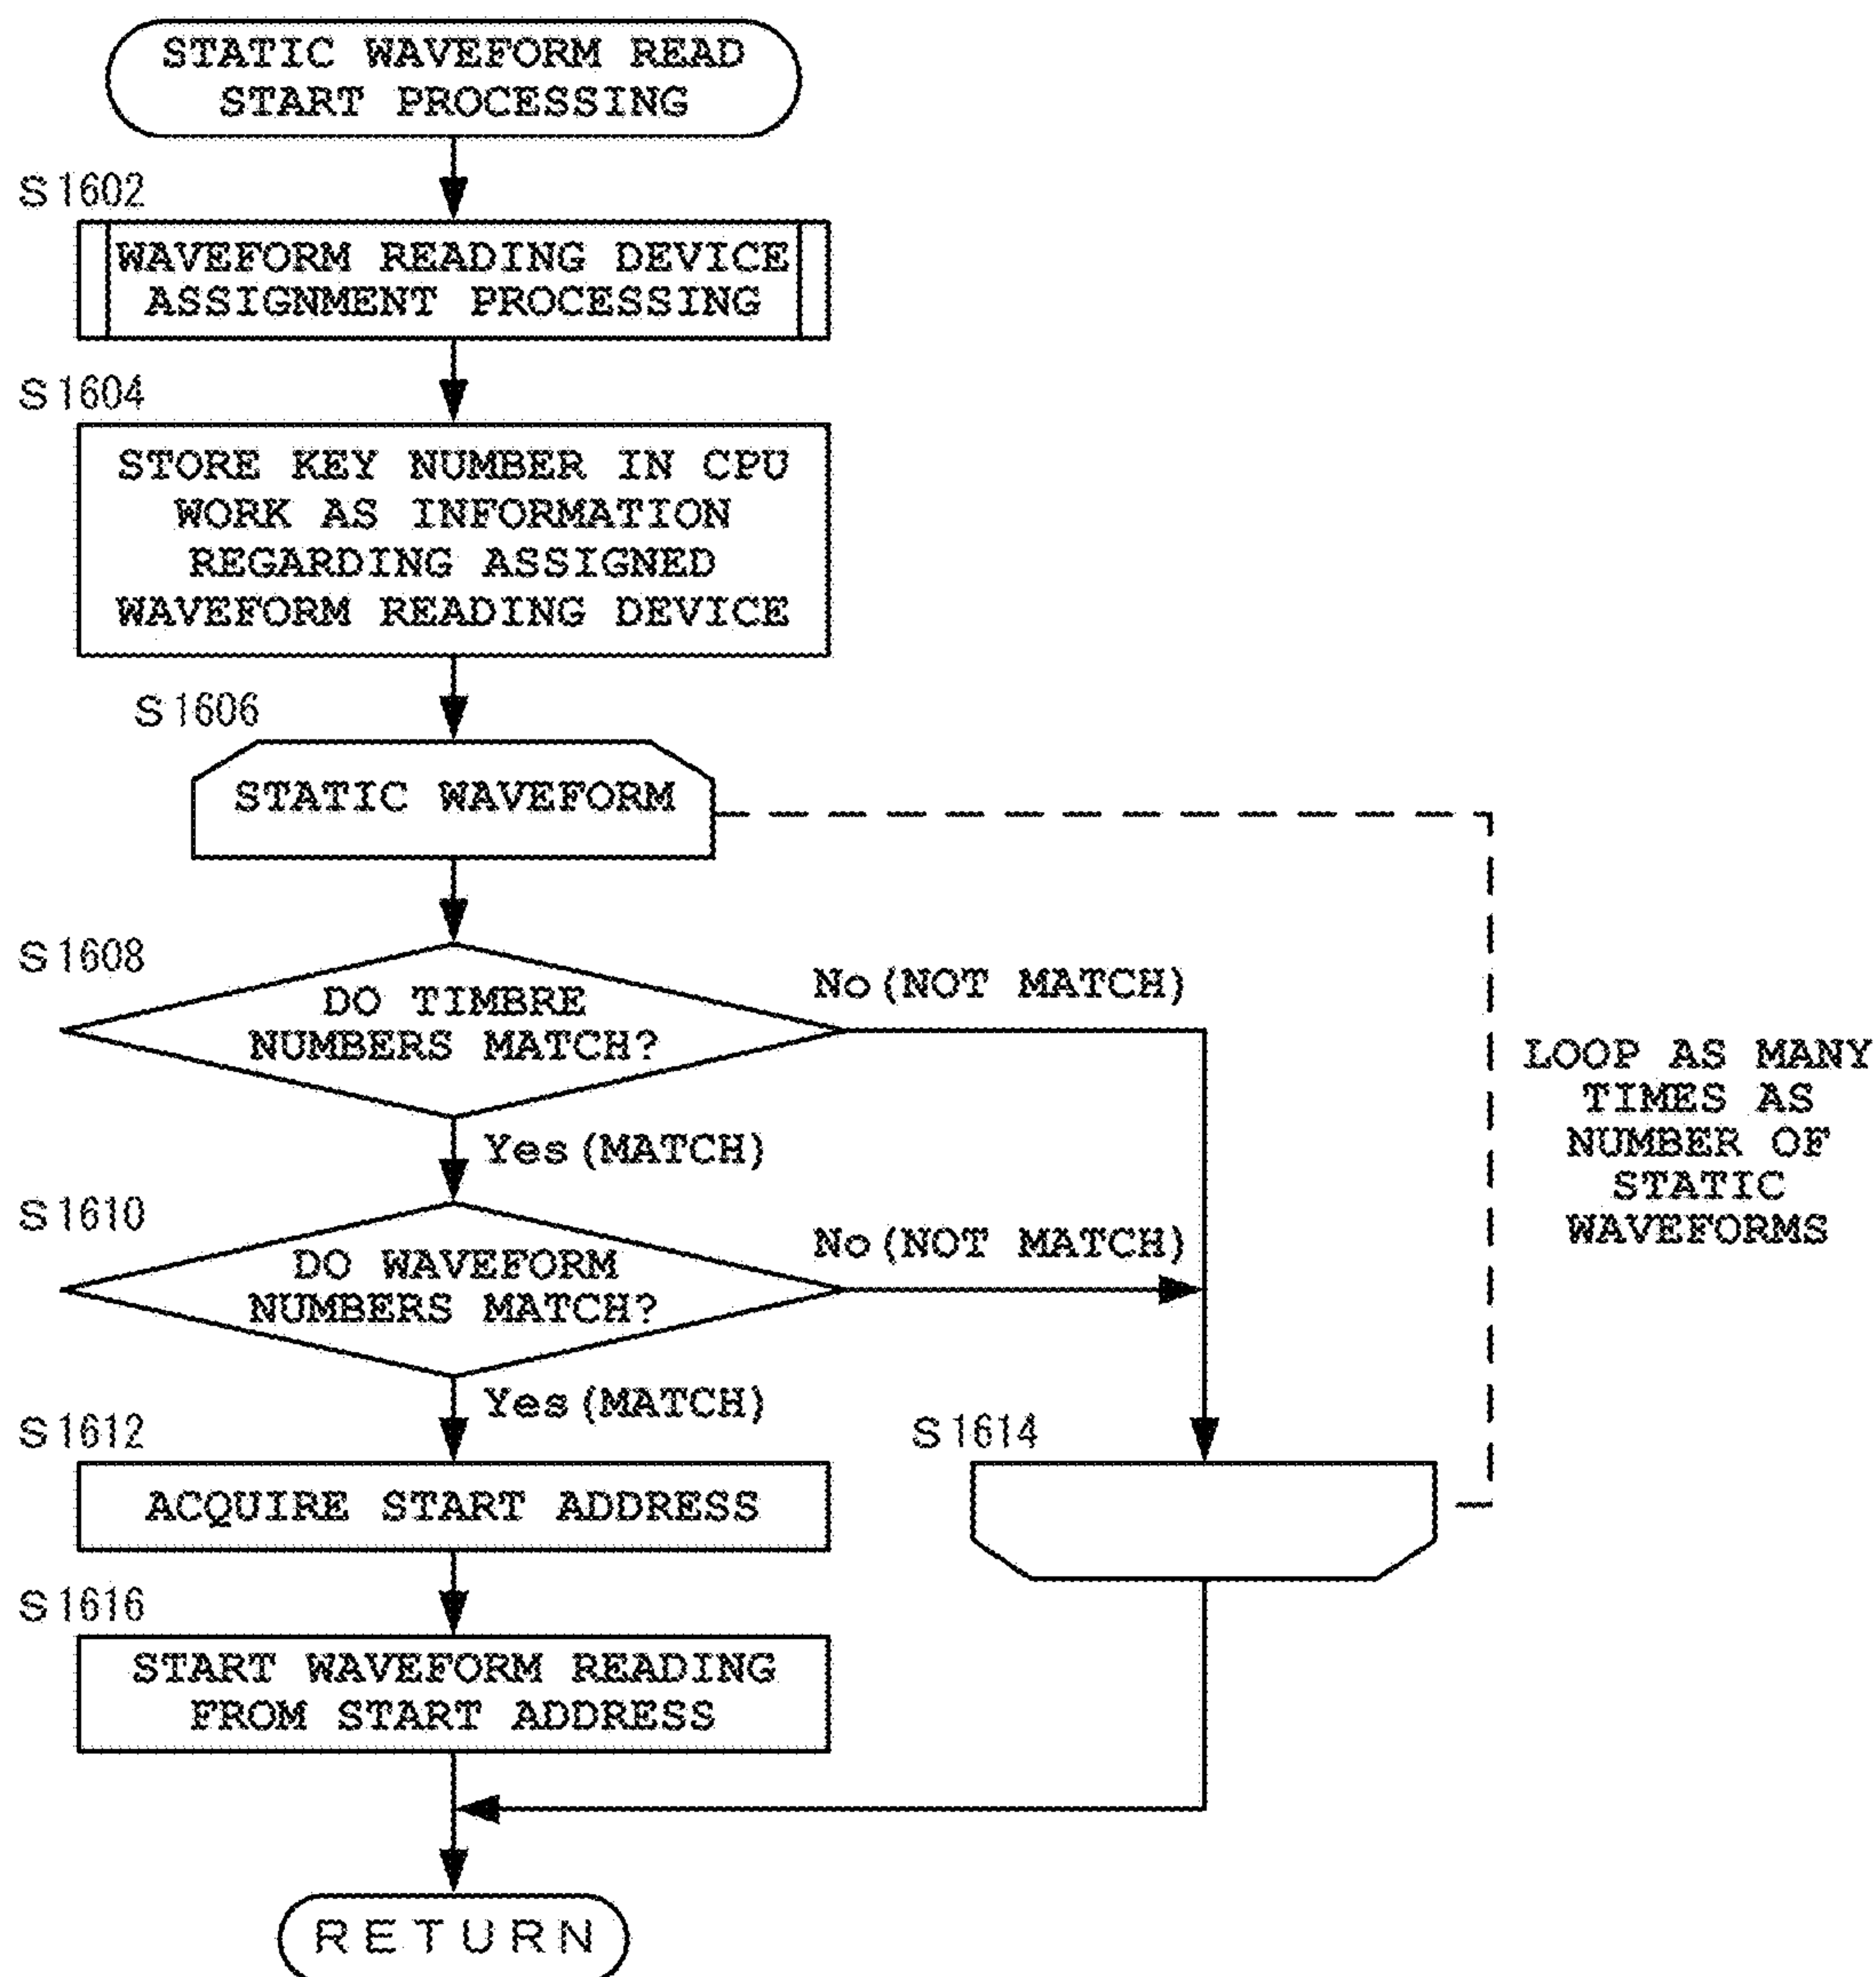 STATIC WAVEFORM READ
START PROCESSING
S1602
WAVEFORM READING DEVICE
ASSIGNMENT PROCESSING
S1604
STORE KEY NUMBER IN CPU
WORK AS INFORMATION
REGARDING ASSIGNED
WAVEFORM READING DEVICE
S1606
STATIC WAVEFORM
S1608
DO TIMBRE
NUMBERS MATCH?
No (NOT MATCH)
LOOP AS MANY
TIMES AS
NUMBER OF
STATIC
WAVEFORMS
Yes (MATCH)
S1610
DO WAVEFORM
NUMBERS MATCH?
No (NOT MATCH)
Yes (MATCH)
S1612
ACQUIRE START ADDRESS
S1614
S1616
START WAVEFORM READING
FROM START ADDRESS
RETURN